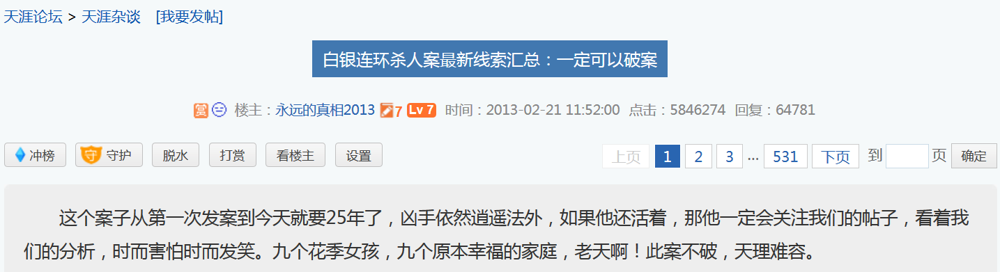 天涯论坛 > 天涯杂谈 [我要发帖]
白银连环杀人案最新线索汇总：一定可以破案
赏 楼主：永远的真相2013 7 Lv 7 时间：2013-02-21 11:52:00 点击：5846274 回复：64781
冲榜 守 守护 脱水 打赏 看楼主 设置 上页 1 2 3 ... 531 下页 到 页 确定
这个案子从第一次发案到今天就要25年了，凶手依然逍遥法外，如果他还活着，那他一定会关注我们的帖子，看着我
们的分析，时而害怕时而发笑。九个花季女孩，九个原本幸福的家庭，老天啊！此案不破，天理难容。